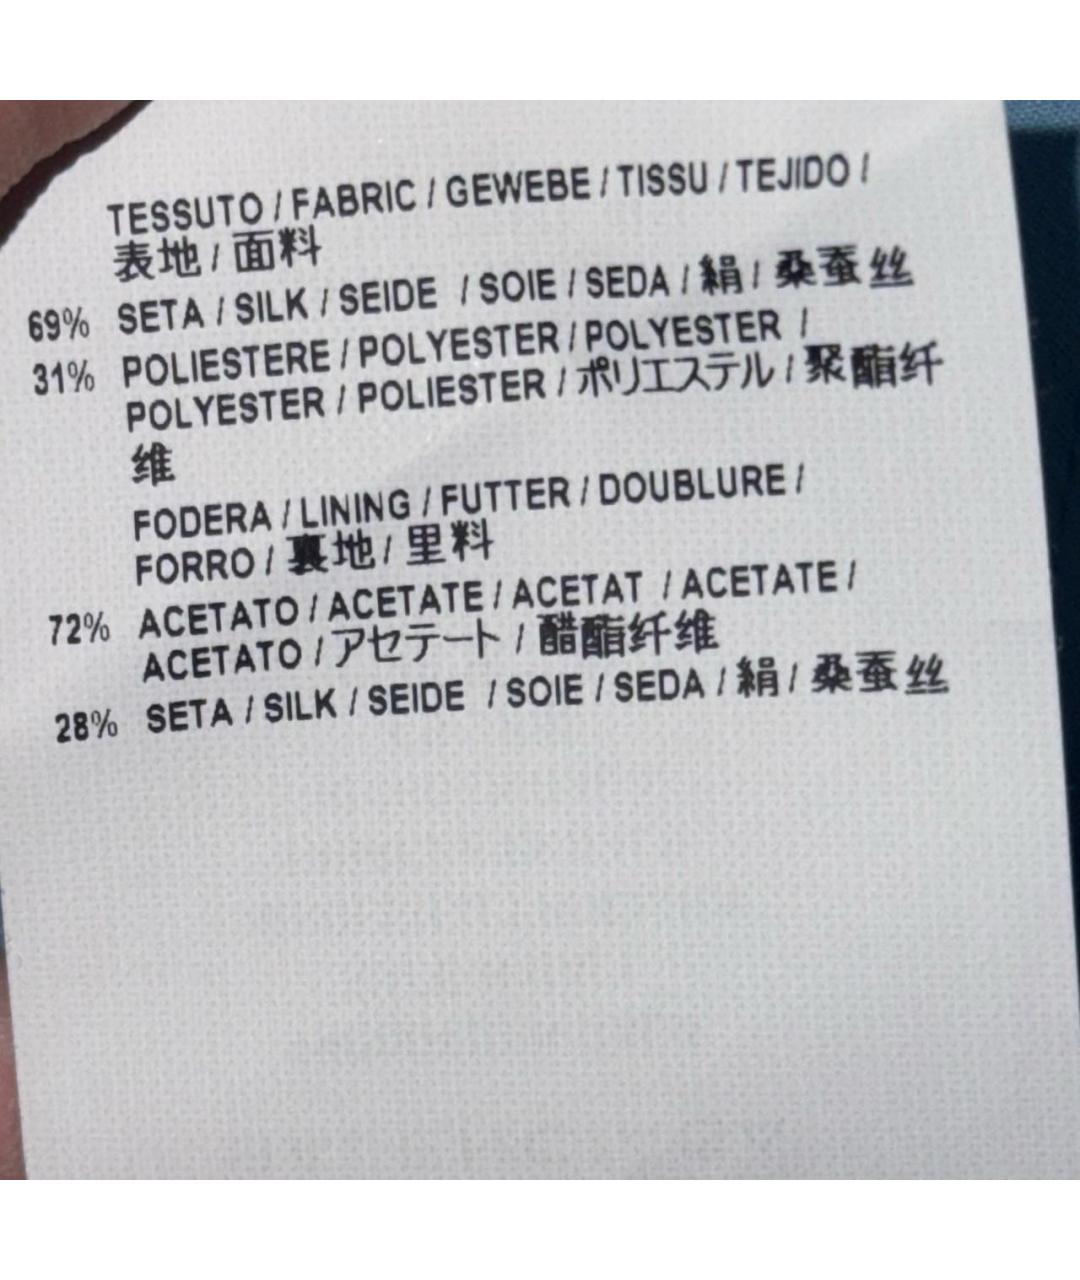 TESSUTO / FABRIC / GEWEBE / TISSU / TEJIDO /
表地 / 面料
69% SETA / SILK / SEIDE / SOIE / SEDA / 絹 / 桑蚕丝
31% POLIESTERE / POLYESTER / POLYESTER /
POLYESTER / POLIESTER / ポリエステル / 聚酯纤
维
FODERA / LINING / FUTTER / DOUBLURE /
FORRO / 裏地 / 里料
72% ACETATO / ACETATE / ACETAT / ACETATE /
ACETATO / アセテート / 醋酯纤维
28% SETA / SILK / SEIDE / SOIE / SEDA / 絹 / 桑蚕丝